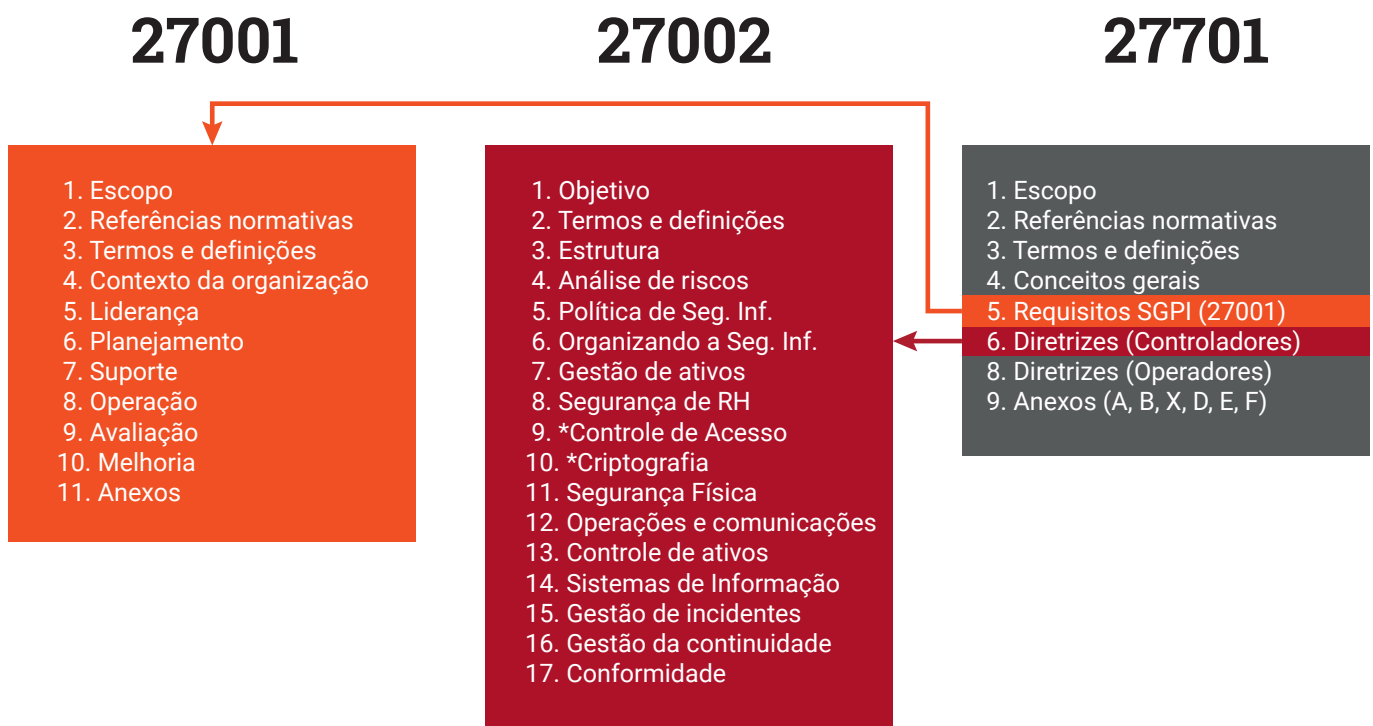 27001
1. Escopo
2. Referências normativas
3. Termos e definições
4. Contexto da organização
5. Liderança
6. Planejamento
7. Suporte
8. Operação
9. Avaliação
10. Melhoria
11. Anexos
27002
1. Objetivo
2. Termos e definições
3. Estrutura
4. Análise de riscos
5. Política de Seg. Inf.
6. Organizando a Seg. Inf.
7. Gestão de ativos
8. Segurança de RH
9. *Controle de Acesso
10. *Criptografia
11. Segurança Física
12. Operações e comunicações
13. Controle de ativos
14. Sistemas de Informação
15. Gestão de incidentes
16. Gestão da continuidade
17. Conformidade
27701
1. Escopo
2. Referências normativas
3. Termos e definições
4. Conceitos gerais
5. Requisitos SGPI (27001)
6. Diretrizes (Controladores)
8. Diretrizes (Operadores)
9. Anexos (A, B, X, D, E, F)